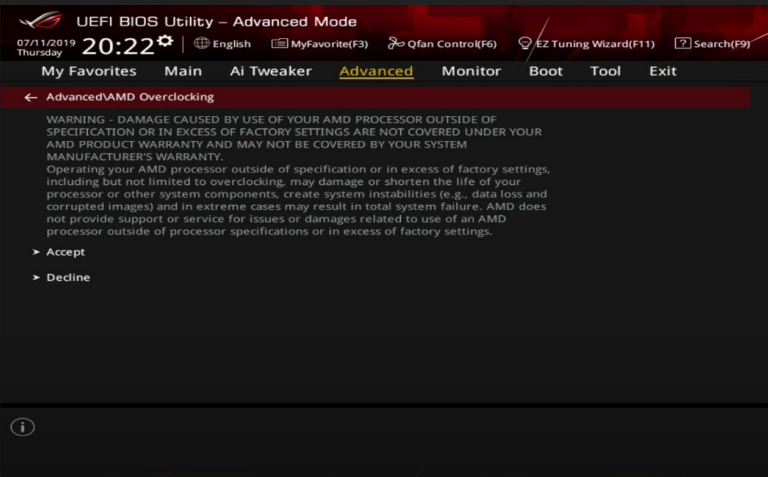 UEFI BIOS Utility – Advanced Mode
07/11/2019
Thursday
20:22
English
MyFavorite(F3)
Qfan Control(F6)
EZ Tuning Wizard(F11)
Search(F9)
My Favorites Main Ai Tweaker Advanced Monitor Boot Tool Exit
Advanced\AMD Overclocking
WARNING - DAMAGE CAUSED BY USE OF YOUR AMD PROCESSOR OUTSIDE OF
SPECIFICATION OR IN EXCESS OF FACTORY SETTINGS ARE NOT COVERED UNDER YOUR
AMD PRODUCT WARRANTY AND MAY NOT BE COVERED BY YOUR SYSTEM
MANUFACTURER'S WARRANTY.
Operating your AMD processor outside of specification or in excess of factory settings,
including but not limited to overclocking, may damage or shorten the life of your
processor or other system components, create system instabilities (e.g., data loss and
corrupted images) and in extreme cases may result in total system failure. AMD does
not provide support or service for issues or damages related to use of an AMD
processor outside of processor specifications or in excess of factory settings.
Accept
Decline